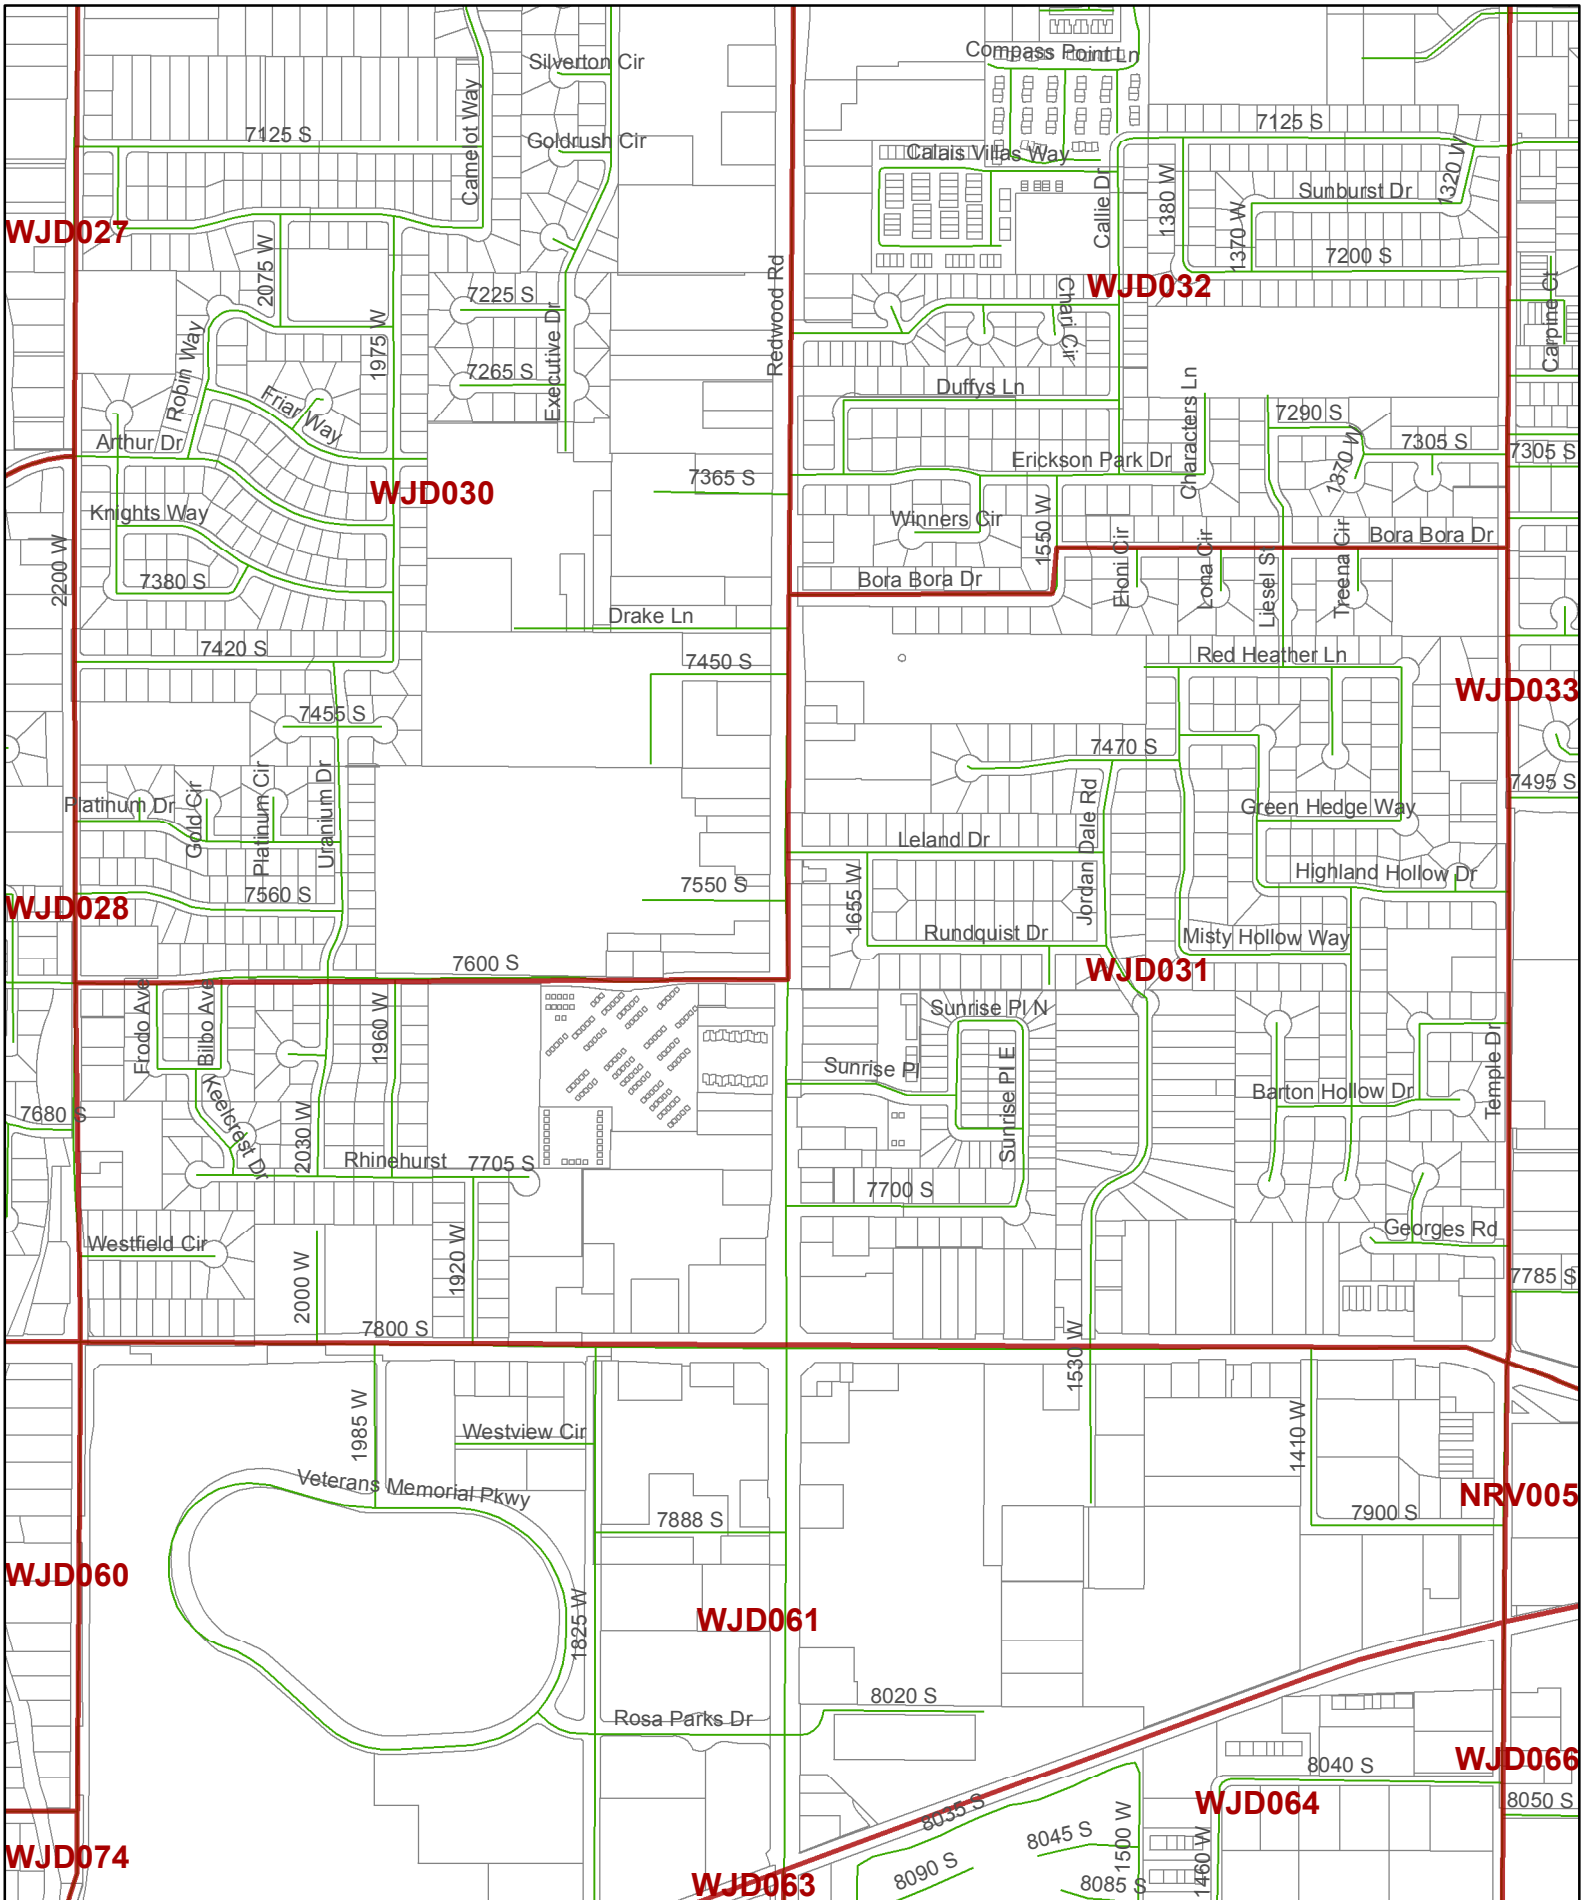 Compass Point Ln
Silverton Cir
7125 S
Camelot Way
Goldrush Cir
7125 S
Calais Villas Way
1320 W
Sunburst Dr
1380 W
1370 W
Callie Dr
WJD027
2075 W
7200 S
Redwood Rd
WJD032
7225 S
Chari Cir
Carpine Ct
1975 W
Executive Dr
Robin Way
7265 S
Duffys Ln
Friar Way
Characters Ln
7290 S
Arthur Dr
1370 W
7305 S
7305 S
Erickson Park Dr
7365 S
WJD030
Knights Way
Winners Cir
1550 W
Bora Bora Dr
2200 W
7380 S
Bora Bora Dr
Eloni Cir
Lona Cir
Liesel St
Treena Cir
Drake Ln
7420 S
7450 S
Red Heather Ln
WJD033
7455 S
7470 S
7495 S
Platinum Dr
Gold Cir
Platinum Cir
Uranium Dr
Jordan Dale Rd
Green Hedge Way
Leland Dr
Highland Hollow Dr
7550 S
7560 S
1655 W
WJD028
Rundquist Dr
Misty Hollow Way
7600 S
WJD031
Frodo Ave
Bilbo Ave
1960 W
Sunrise Pl N
Sunrise Pl
Sunrise Pl E
Temple Dr
Barton Hollow Dr
7680 S
Keelcrest Dr
2030 W
Rhinehurst
7705 S
7700 S
Westfield Cir
Georges Rd
2000 W
1920 W
7785 S
7800 S
1530 W
1985 W
Westview Cir
1410 W
Veterans Memorial Pkwy
NRV005
7888 S
7900 S
WJD060
1825 W
WJD061
8020 S
Rosa Parks Dr
8040 S
WJD066
WJD064
8050 S
8035 S
8045 S
1500 W
1460 W
WJD074
8090 S
8085 S
WJD063